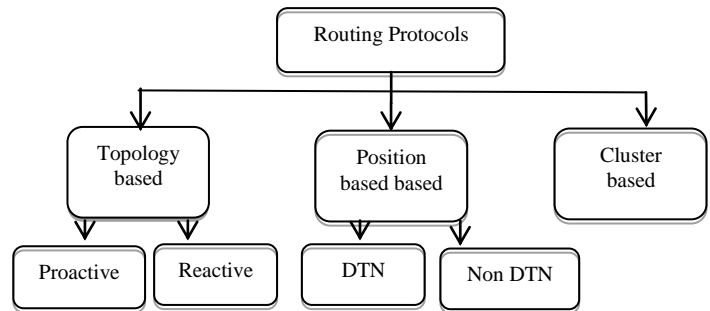 Routing Protocols
Topology
based
Position
based based
Cluster
based
Proactive
Reactive
DTN
Non DTN